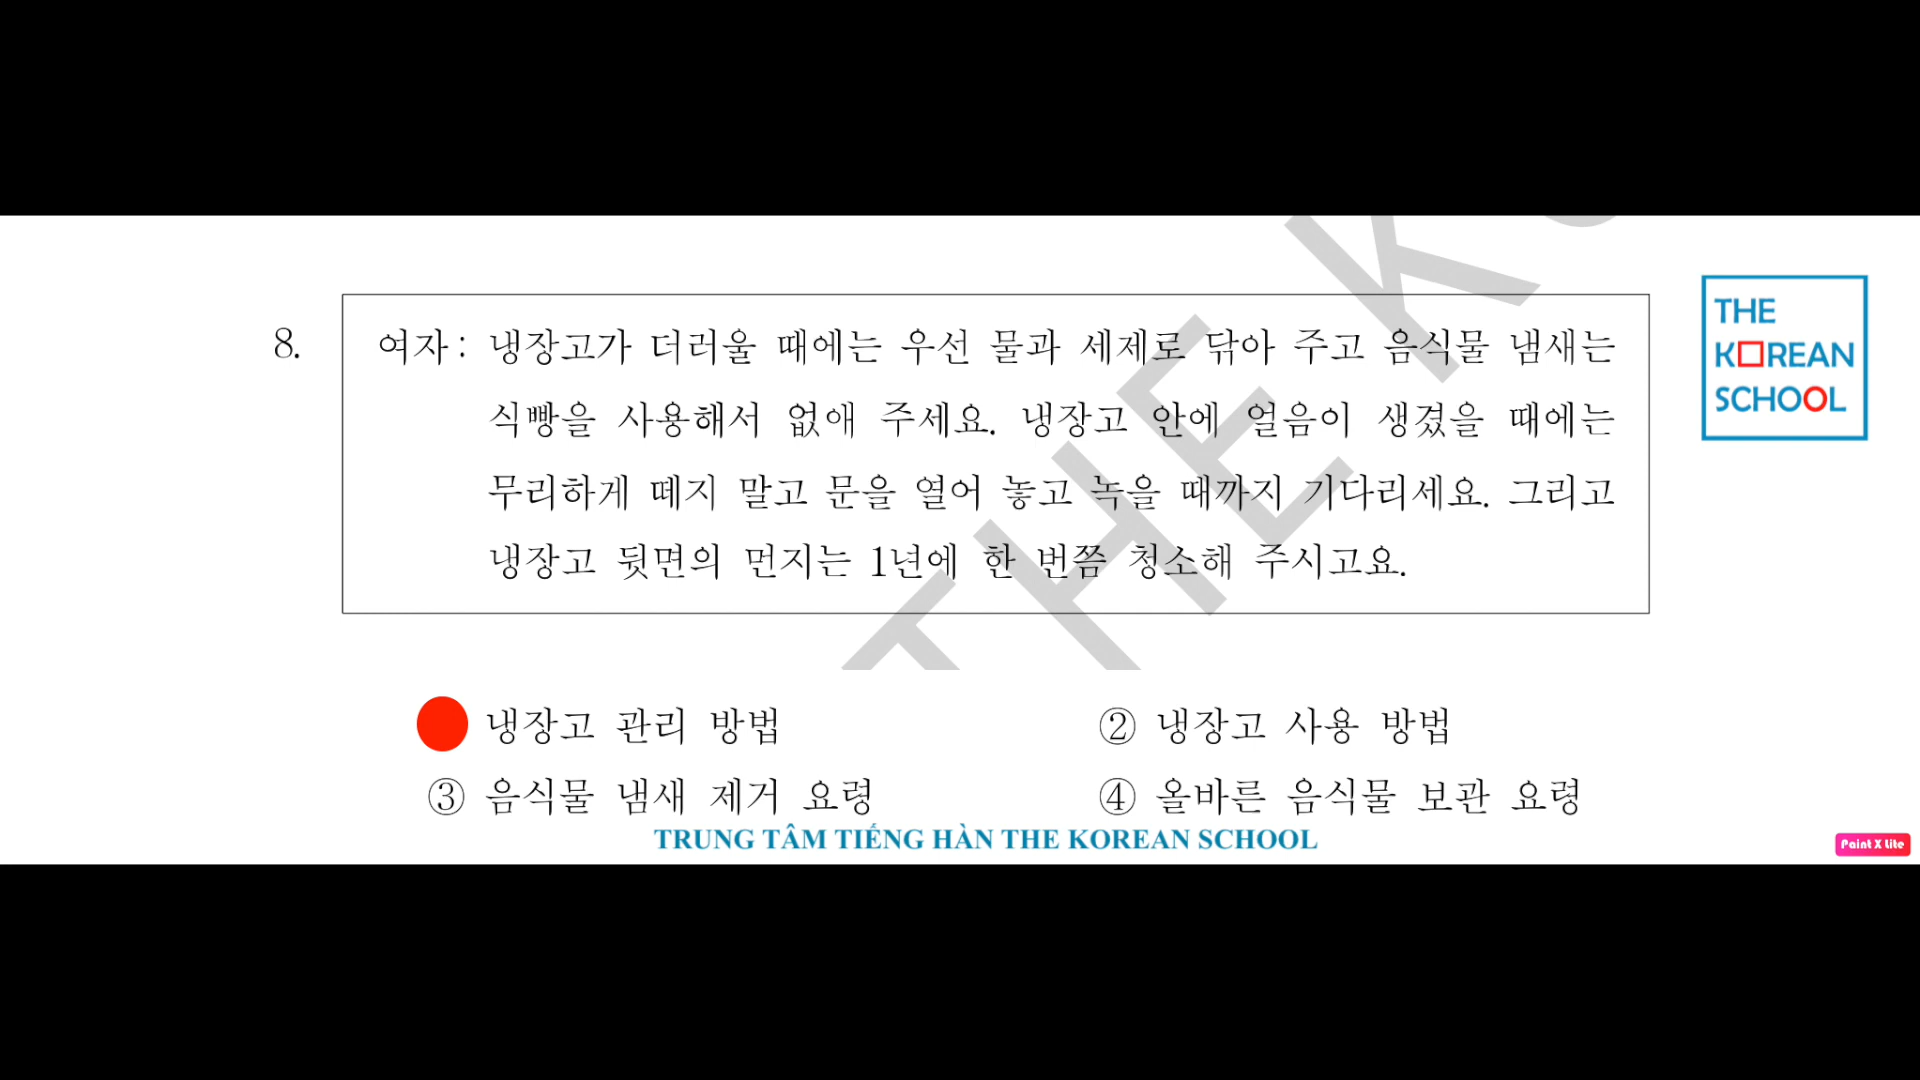 THE
KOREAN
SCHOOL
8.
여자 : 냉장고가 더러울 때에는 우선 물과 세제로 닦아 주고 음식물 냄새는
식빵을 사용해서 없애 주세요. 냉장고 안에 얼음이 생겼을 때에는
무리하게 떼지 말고 문을 열어 놓고 녹을 때까지 기다리세요. 그리고
냉장고 뒷면의 먼지는 1년에 한 번쯤 청소해 주시고요.
냉장고 관리 방법
② 냉장고 사용 방법
③ 음식물 냄새 제거 요령
④ 올바른 음식물 보관 요령
TRUNG TÂM TIẾNG HÀN THE KOREAN SCHOOL
Paint X Lite
THE K